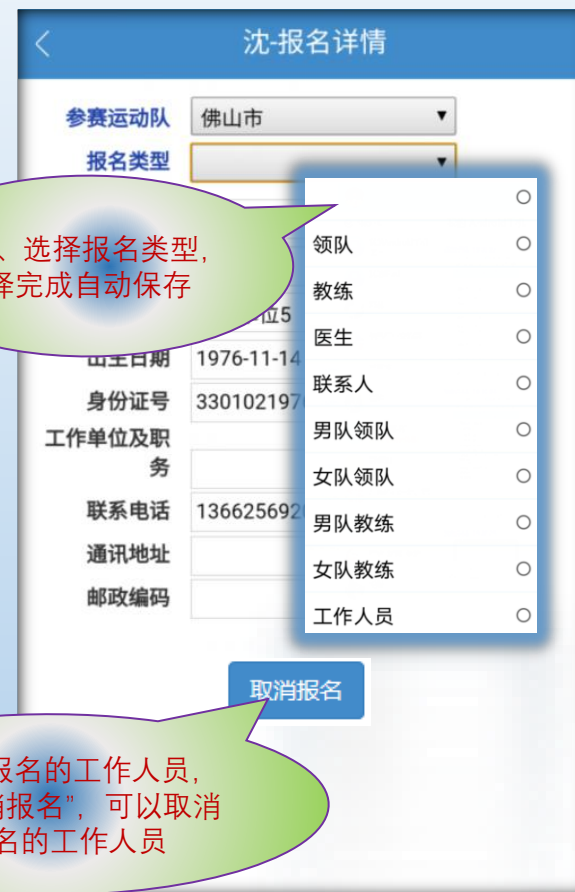 沈-报名详情
参赛运动队 佛山市
报名类型
、选择报名类型,
择完成自动保存
位5
出生日期 1976-11-14
身份证号 330102197
工作单位及职
务
联系电话 136625692
通讯地址
邮政编码
领队
教练
医生
联系人
男队领队
女队领队
男队教练
女队教练
工作人员
取消报名
报名的工作人员,
消报名”, 可以取消
名的工作人员